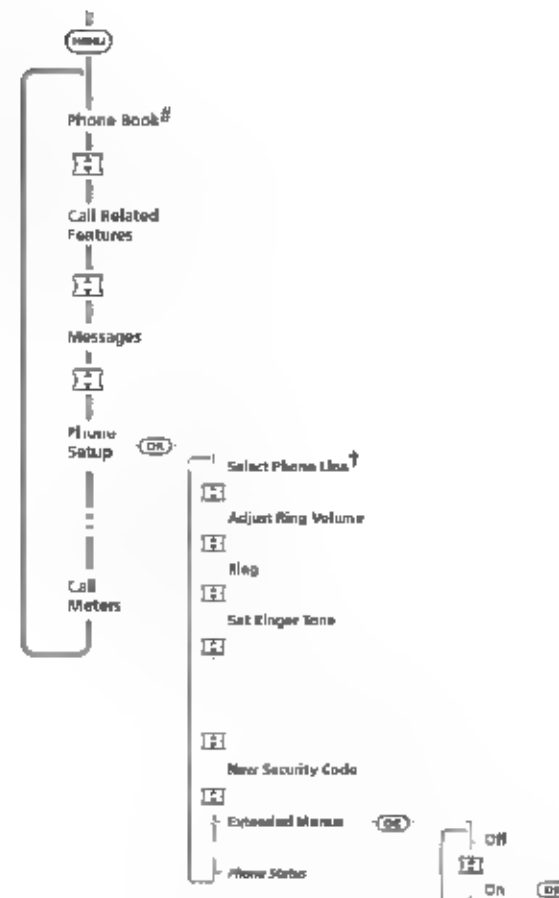 MENU
Phone Book#
Call Related
Features
Messages
Phone
Setup
OK
Select Phone Line†
Adjust Ring Volume
Ring
Set Ringer Tone
New Security Code
Extended Menus
OK
Phone Status
Off
On
OK
Call
Meters